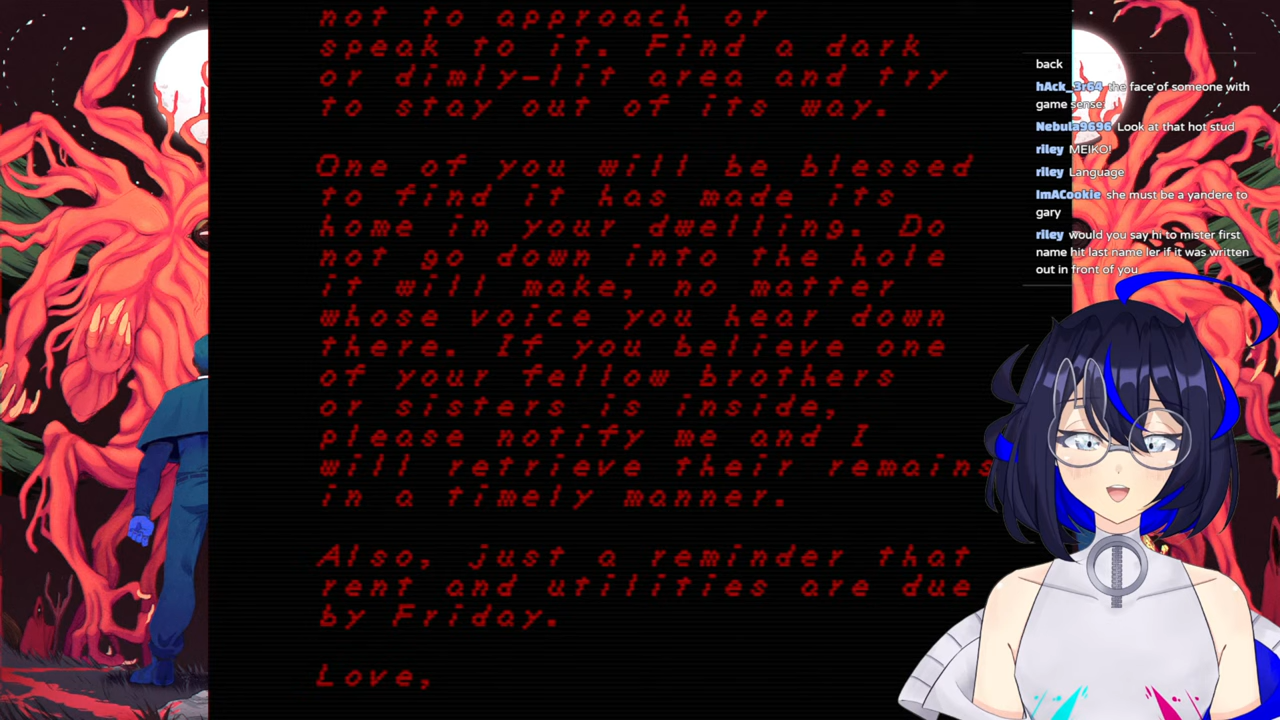 not to approach or
speak to it. Find a dark
or dimly-lit area and try
to stay out of its way.
One of you will be blessed
to find it has made its
home in your dwelling. Do
not go down into the hole
it will make, no matter
whose voice you hear down
there. If you believe one
of your fellow brothers
or sisters is inside,
please notify me and I
will retrieve their remains
in a timely manner.
Also, just a reminder that
rent and utilities are due
by Friday.
Love,
back
hAck_3r64 the face of someone with
game sense
Nebula9696 Look at that hot stud
riley MEIKO!
riley Language
ImACookie she must be a yandere to
gary
riley would you say hi to mister first
name hit last name ler if it was written
out in front of you